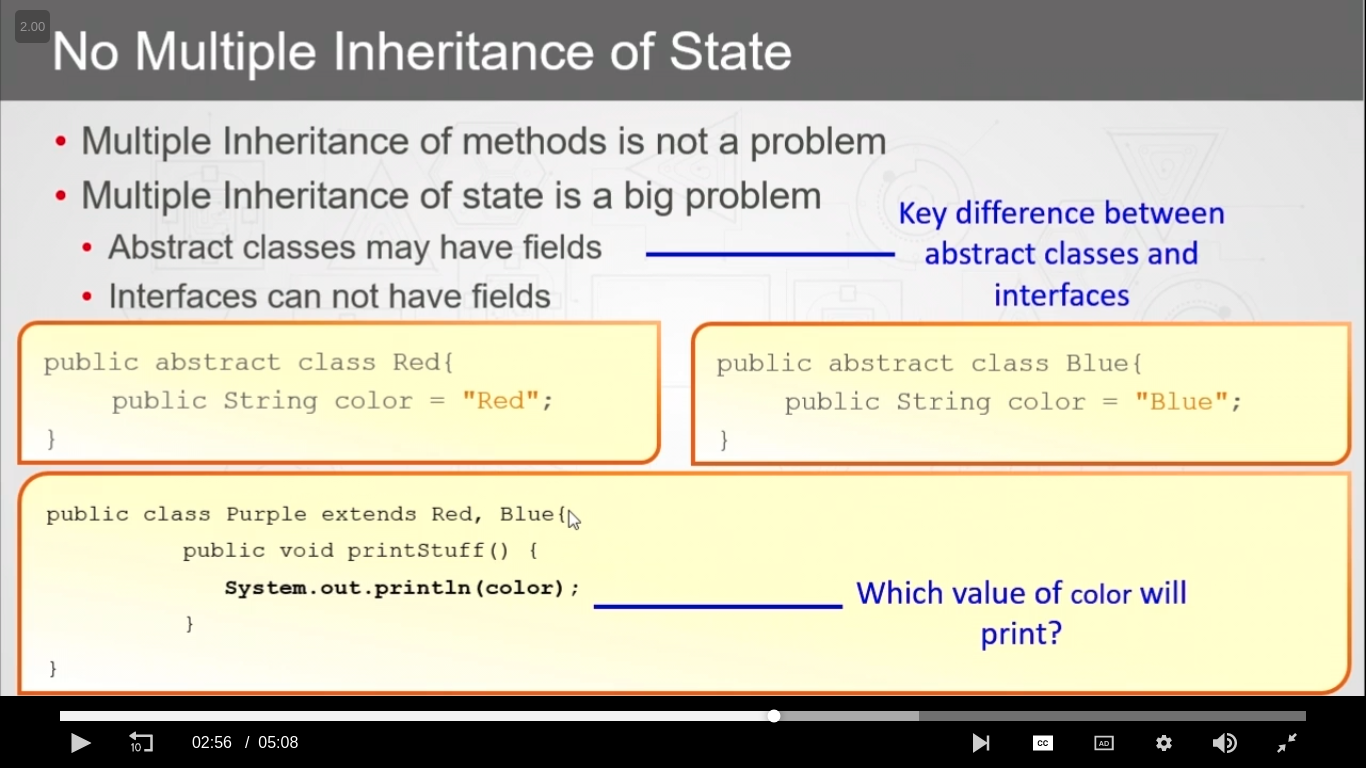 2.00
No Multiple Inheritance of State
• Multiple Inheritance of methods is not a problem
• Multiple Inheritance of state is a big problem
• Abstract classes may have fields
• Interfaces can not have fields
Key difference between
abstract classes and
interfaces
public abstract class Red{
public String color = "Red";
}
public abstract class Blue{
public String color = "Blue";
}
public class Purple extends Red, Blue{
public void printStuff() {
System.out.println(color);
}
}
Which value of color will
print?
10
02:56 / 05:08
CC
AD